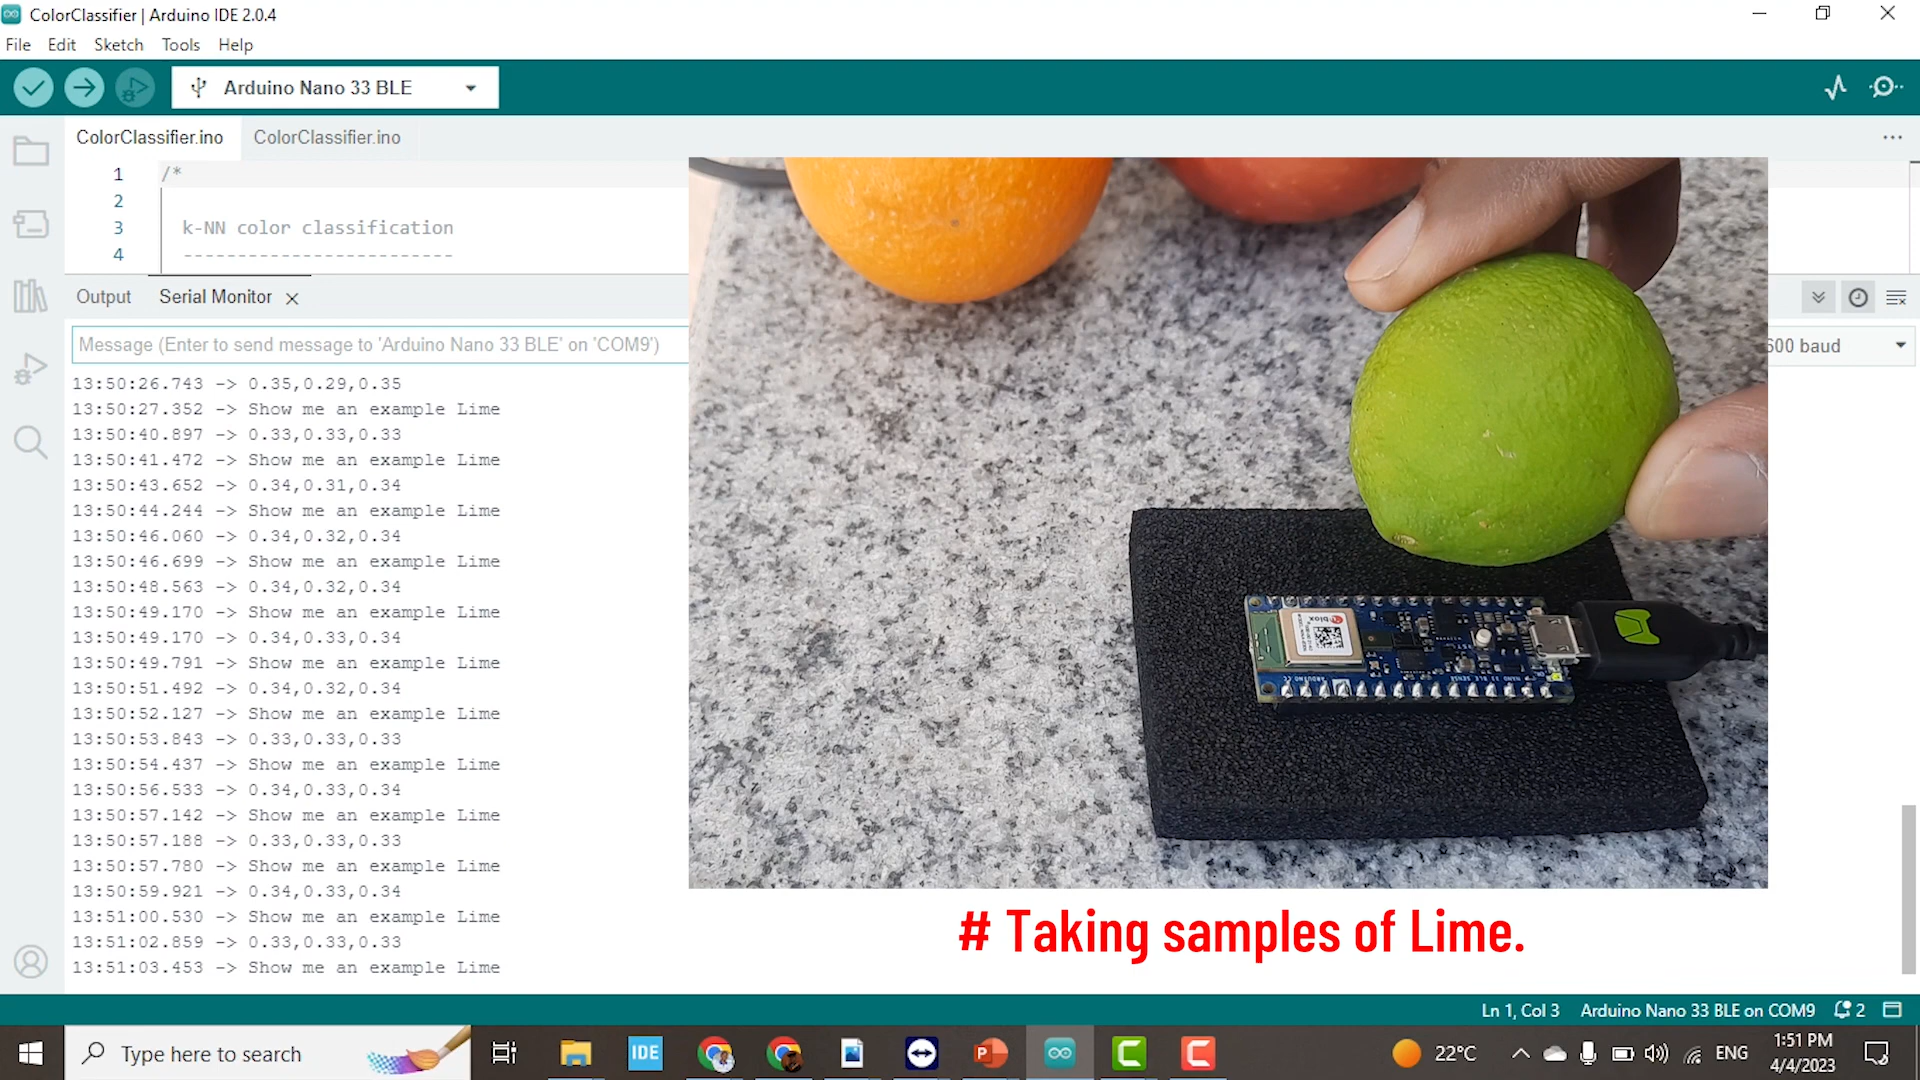 ColorClassifier | Arduino IDE 2.0.4
File Edit Sketch Tools Help
Arduino Nano 33 BLE
ColorClassifier.ino ColorClassifier.ino
1 /*
2
3 k-NN color classification
4 -------------------------
Output Serial Monitor
Message (Enter to send message to 'Arduino Nano 33 BLE' on 'COM9')
600 baud
13:50:26.743 -> 0.35,0.29,0.35
13:50:27.352 -> Show me an example Lime
13:50:40.897 -> 0.33,0.33,0.33
13:50:41.472 -> Show me an example Lime
13:50:43.652 -> 0.34,0.31,0.34
13:50:44.244 -> Show me an example Lime
13:50:46.060 -> 0.34,0.32,0.34
13:50:46.699 -> Show me an example Lime
13:50:48.563 -> 0.34,0.32,0.34
13:50:49.170 -> Show me an example Lime
13:50:49.170 -> 0.34,0.33,0.34
13:50:49.791 -> Show me an example Lime
13:50:51.492 -> 0.34,0.32,0.34
13:50:52.127 -> Show me an example Lime
13:50:53.843 -> 0.33,0.33,0.33
13:50:54.437 -> Show me an example Lime
13:50:56.533 -> 0.34,0.33,0.34
13:50:57.142 -> Show me an example Lime
13:50:57.188 -> 0.33,0.33,0.33
13:50:57.780 -> Show me an example Lime
13:50:59.921 -> 0.34,0.33,0.34
13:51:00.530 -> Show me an example Lime
13:51:02.859 -> 0.33,0.33,0.33
13:51:03.453 -> Show me an example Lime
blox
NANO 33 BLE SENSE
ARDUINO.CC
# Taking samples of Lime.
Ln 1, Col 3 Arduino Nano 33 BLE on COM9 2
Type here to search
IDE
22°C
ENG
1:51 PM
4/4/2023